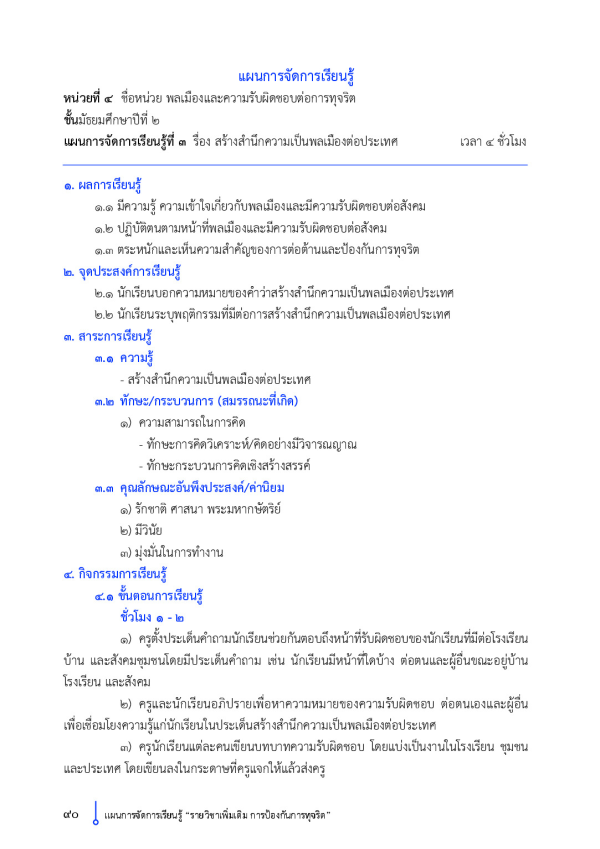 แผนการจัดการเรียนรู้
หน่วยที่ ๔ ชื่อหน่วย พลเมืองและความรับผิดชอบต่อการทุจริต
ชั้นมัธยมศึกษาปีที่ ๒
แผนการจัดการเรียนรู้ที่ ๓ เรื่อง สร้างสำนึกความเป็นพลเมืองต่อประเทศ เวลา ๔ ชั่วโมง
๑. ผลการเรียนรู้
๑.๑ มีความรู้ ความเข้าใจเกี่ยวกับพลเมืองและมีความรับผิดชอบต่อสังคม
๑.๒ ปฏิบัติตนตามหน้าที่พลเมืองและมีความรับผิดชอบต่อสังคม
๑.๓ ตระหนักและเห็นความสำคัญของการต่อต้านและป้องกันการทุจริต
๒. จุดประสงค์การเรียนรู้
๒.๑ นักเรียนบอกความหมายของคำว่าสร้างสำนึกความเป็นพลเมืองต่อประเทศ
๒.๒ นักเรียนระบุพฤติกรรมที่มีต่อการสร้างสำนึกความเป็นพลเมืองต่อประเทศ
๓. สาระการเรียนรู้
๓.๑ ความรู้
- สร้างสำนึกความเป็นพลเมืองต่อประเทศ
๓.๒ ทักษะ/กระบวนการ (สมรรถนะที่เกิด)
๑) ความสามารถในการคิด
- ทักษะการคิดวิเคราะห์/คิดอย่างมีวิจารณญาณ
- ทักษะกระบวนการคิดเชิงสร้างสรรค์
๓.๓ คุณลักษณะอันพึงประสงค์/ค่านิยม
๑) รักชาติ ศาสนา พระมหากษัตริย์
๒) มีวินัย
๓) มุ่งมั่นในการทำงาน
๔. กิจกรรมการเรียนรู้
๔.๑ ขั้นตอนการเรียนรู้
ชั่วโมง ๑ - ๒
๑) ครูตั้งประเด็นคำถามนักเรียนช่วยกันตอบถึงหน้าที่รับผิดชอบของนักเรียนที่มีต่อโรงเรียน
บ้าน และสังคมชุมชนโดยมีประเด็นคำถาม เช่น นักเรียนมีหน้าที่ใดบ้าง ต่อตนและผู้อื่นขณะอยู่บ้าน
โรงเรียน และสังคม
๒) ครูและนักเรียนอภิปรายเพื่อหาความหมายของความรับผิดชอบ ต่อตนเองและผู้อื่น
เพื่อเชื่อมโยงความรู้แก่นักเรียนในประเด็นสร้างสำนึกความเป็นพลเมืองต่อประเทศ
๓) ครูนักเรียนแต่ละคนเขียนบทบาทความรับผิดชอบ โดยแบ่งเป็นงานในโรงเรียน ชุมชน
และประเทศ โดยเขียนลงในกระดาษที่ครูแจกให้แล้วส่งครู
๙๐ แผนการจัดการเรียนรู้ “รายวิชาเพิ่มเติม การป้องกันการทุจริต”